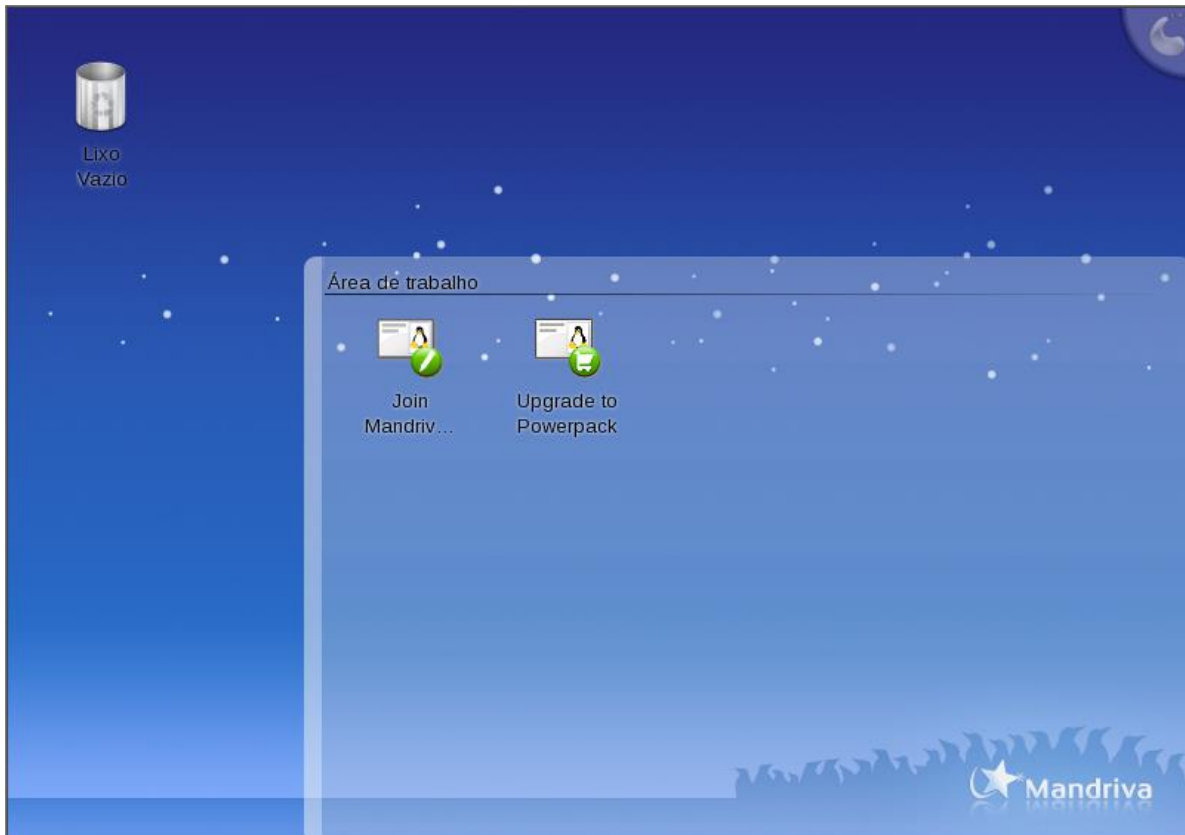 Lixo
Vazio
Área de trabalho
Join
Mandriv...
Upgrade to
Powerpack
Mandriva